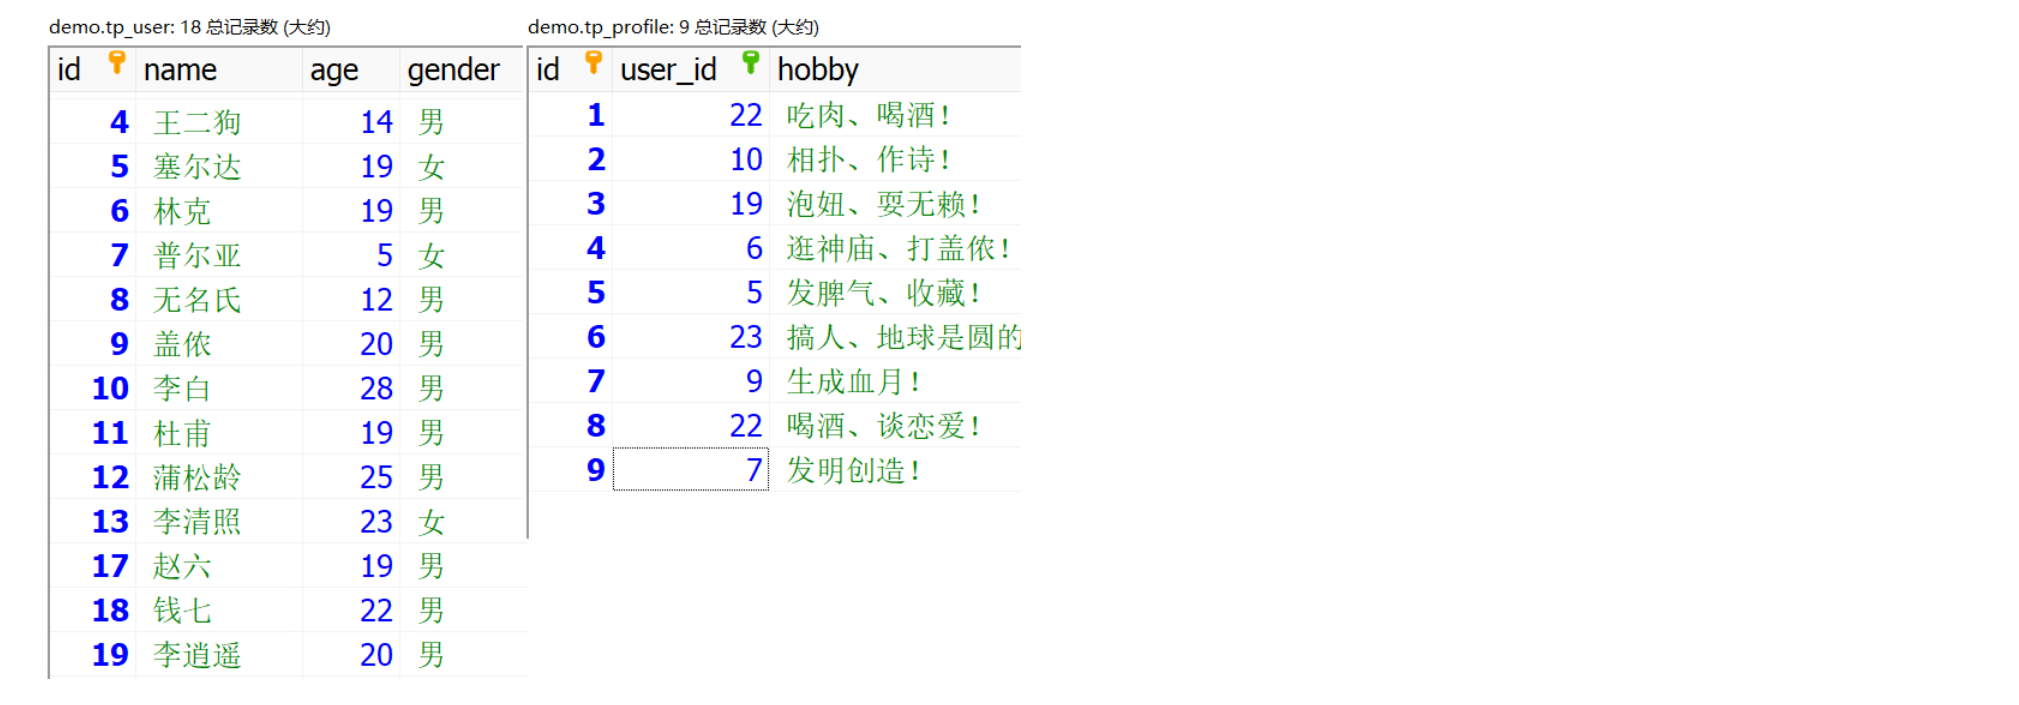 demo.tp_user: 18 总记录数 (大约)
id name age gender
4 王二狗 14 男
5 塞尔达 19 女
6 林克 19 男
7 普尔亚 5 女
8 无名氏 12 男
9 盖侬 20 男
10 李白 28 男
11 杜甫 19 男
12 蒲松龄 25 男
13 李清照 23 女
17 赵六 19 男
18 钱七 22 男
19 李逍遥 20 男
demo.tp_profile: 9 总记录数 (大约)
id user_id hobby
1 22 吃肉、喝酒！
2 10 相扑、作诗！
3 19 泡妞、耍无赖！
4 6 逛神庙、打盖侬！
5 5 发脾气、收藏！
6 23 搞人、地球是圆的
7 9 生成血月！
8 22 喝酒、谈恋爱！
9 7 发明创造！